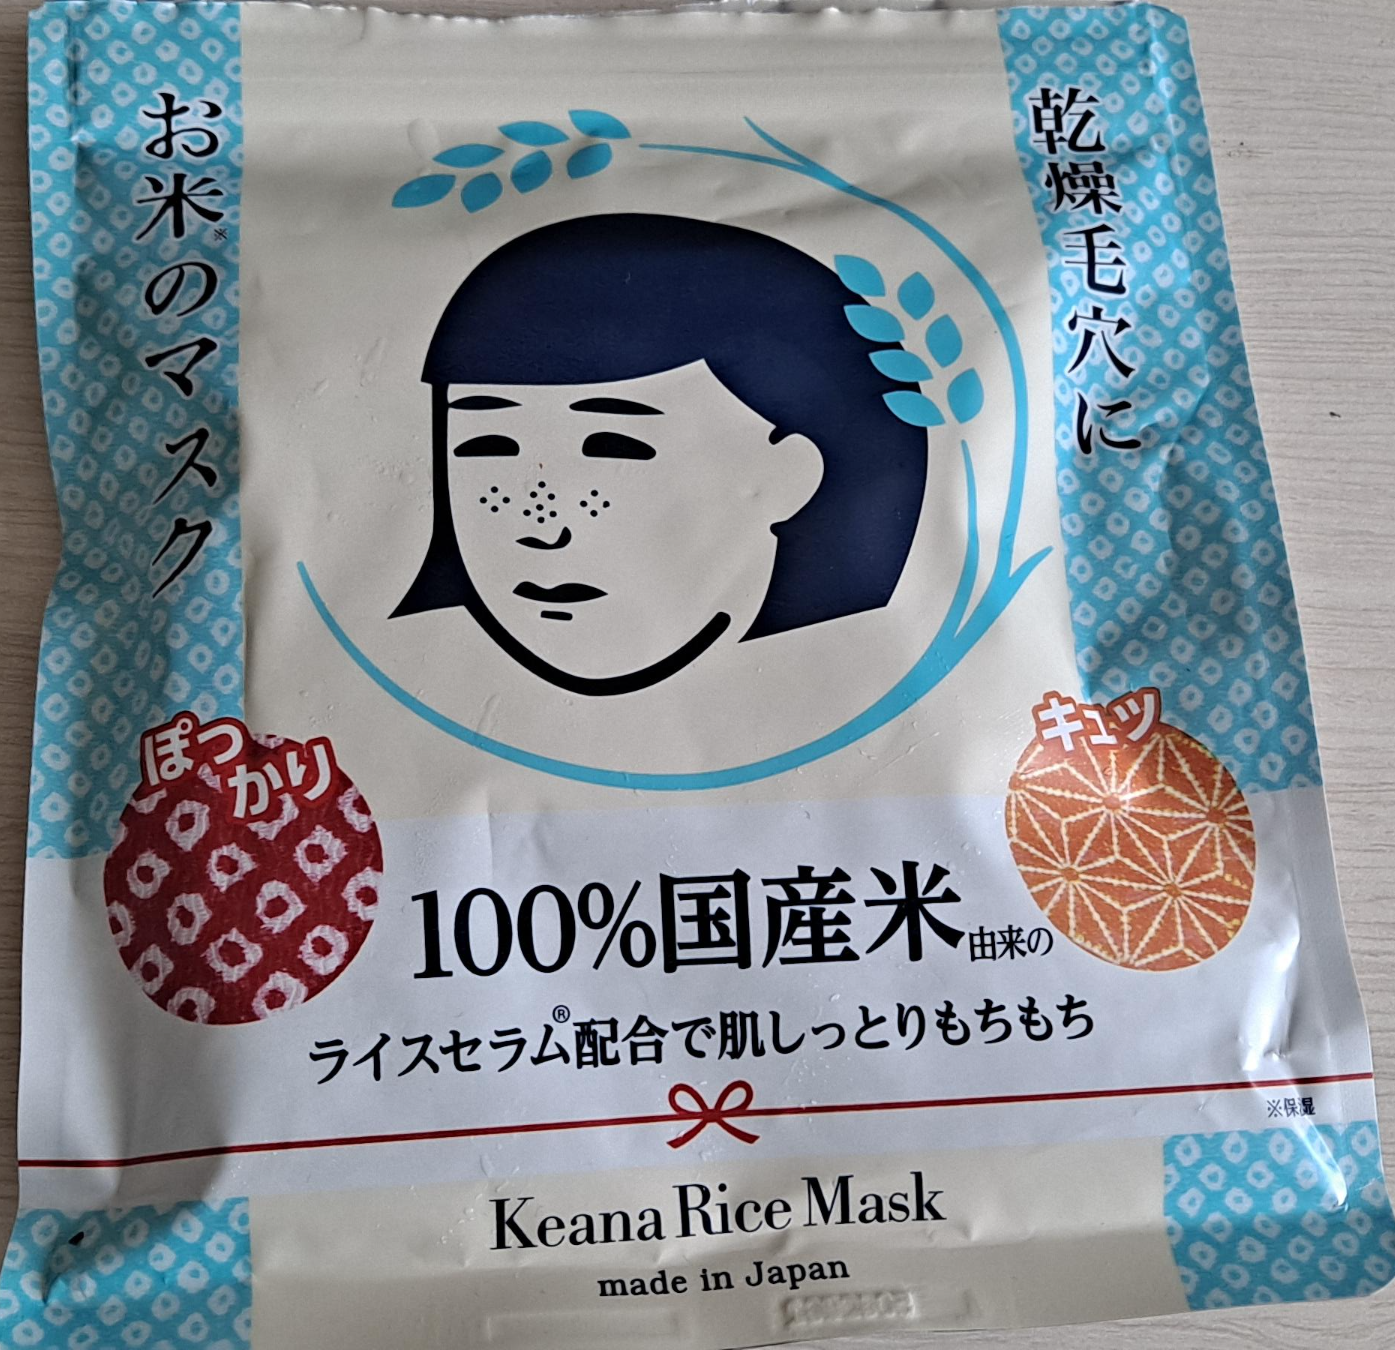 乾燥毛穴に
お米※のマスク
ぽっかり
キュッ
100%国産米由来の
ライスセラム®配合で肌しっとりもちもち
※保湿
Keana Rice Mask
made in Japan